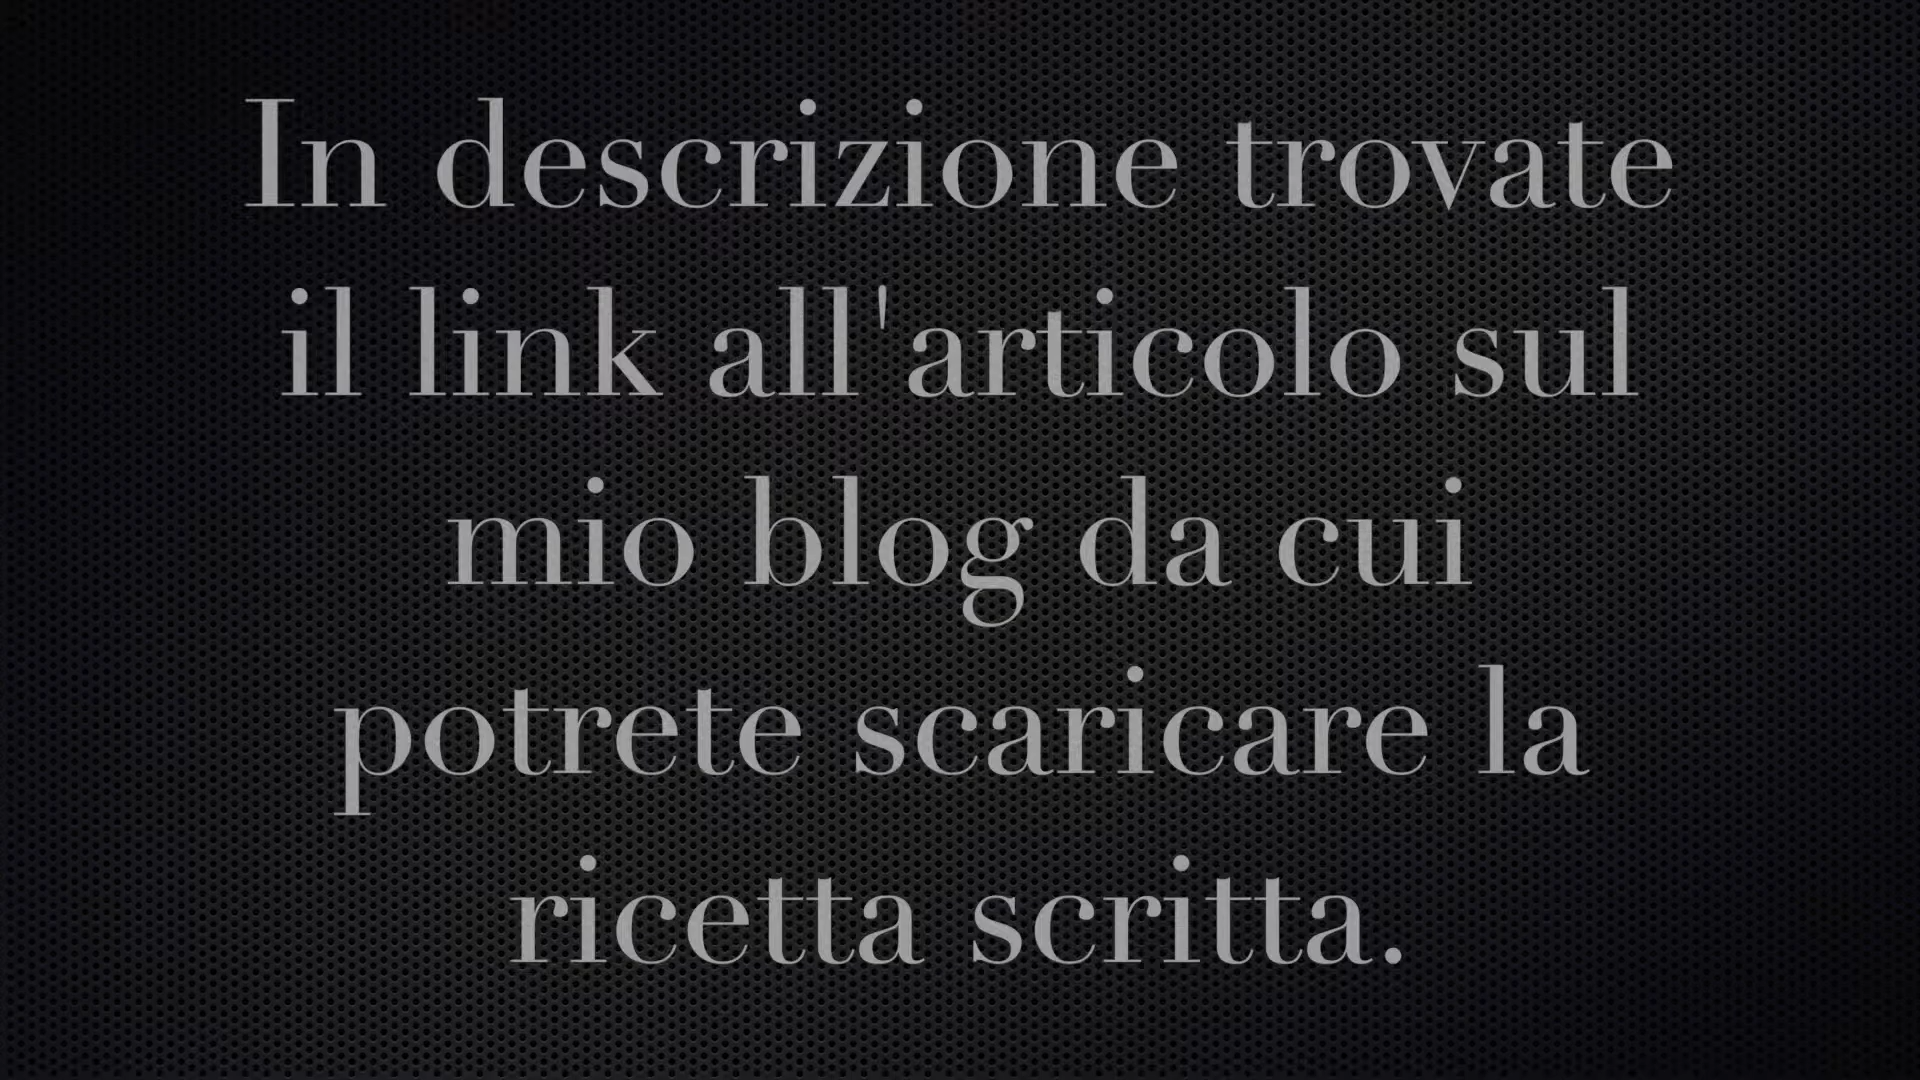 In descrizione trovate
il link all'articolo sul
mio blog da cui
potrete scaricare la
ricetta scritta.